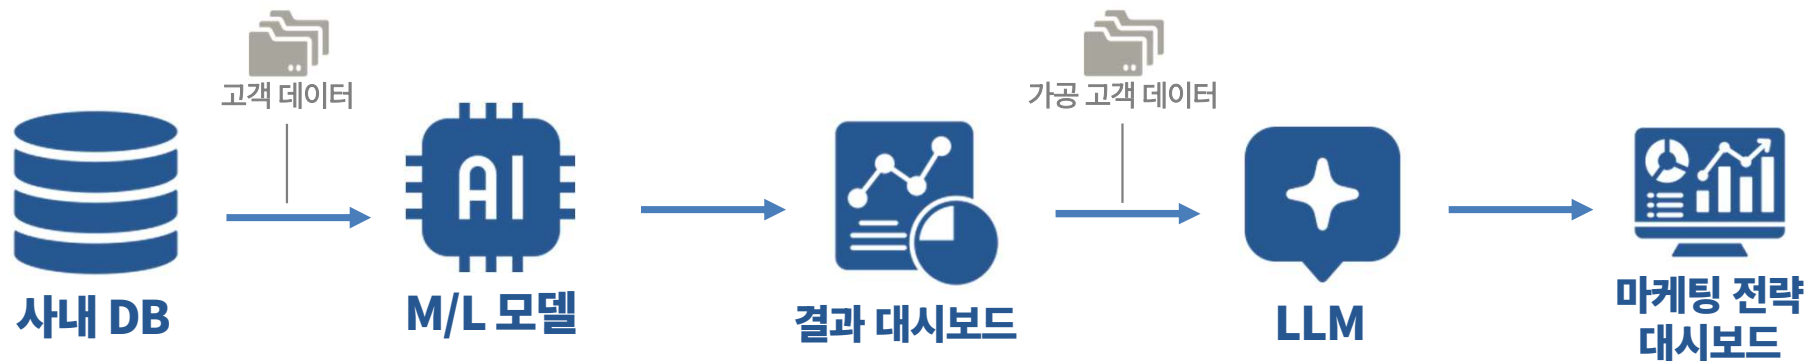 고객 데이터
가공 고객 데이터
AI
사내 DB
M/L 모델
결과 대시보드
LLM
마케팅 전략
대시보드